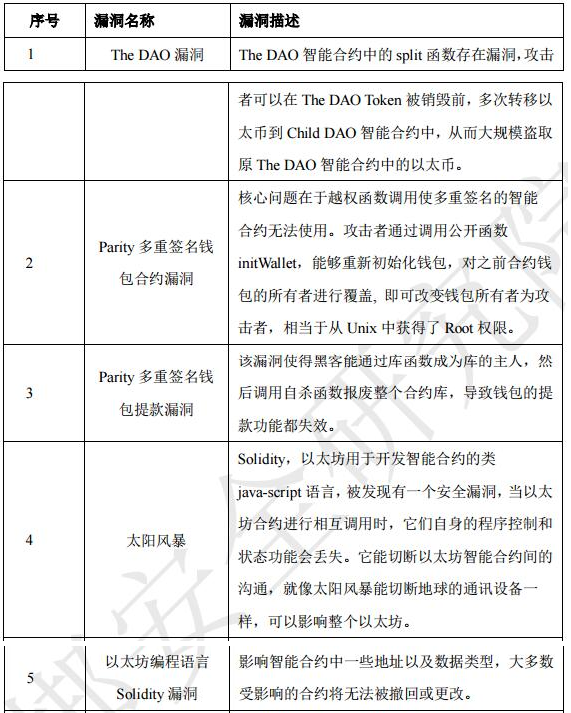 序号 漏洞名称 漏洞描述
1 The DAO 漏洞 The DAO 智能合约中的 split 函数存在漏洞,攻击
者可以在 The DAO Token 被销毁前，多次转移以
太币到 Child DAO 智能合约中，从而大规模盗取
原 The DAO 智能合约中的以太币。
核心问题在于越权函数调用使多重签名的智能
合约无法使用。攻击者通过调用公开函数
2 Parity 多重签名钱
包合约漏洞
initWallet，能够重新初始化钱包，对之前合约钱
包的所有者进行覆盖, 即可改变钱包所有者为攻
击者，相当于从 Unix 中获得了 Root 权限。
3 Parity 多重签名钱
包提款漏洞
该漏洞使得黑客能通过库函数成为库的主人，然
后调用自杀函数报废整个合约库，导致钱包的提
款功能都失效。
4 太阳风暴
Solidity，以太坊用于开发智能合约的类
java-script 语言，被发现有一个安全漏洞，当以太
坊合约进行相互调用时，它们自身的程序控制和
状态功能会丢失。它能切断以太坊智能合约间的
沟通，就像太阳风暴能切断地球的通讯设备一
样，可以影响整个以太坊。
5 以太坊编程语言
Solidity 漏洞
影响智能合约中一些地址以及数据类型，大多数
受影响的合约将无法被撤回或更改。
安全研究院